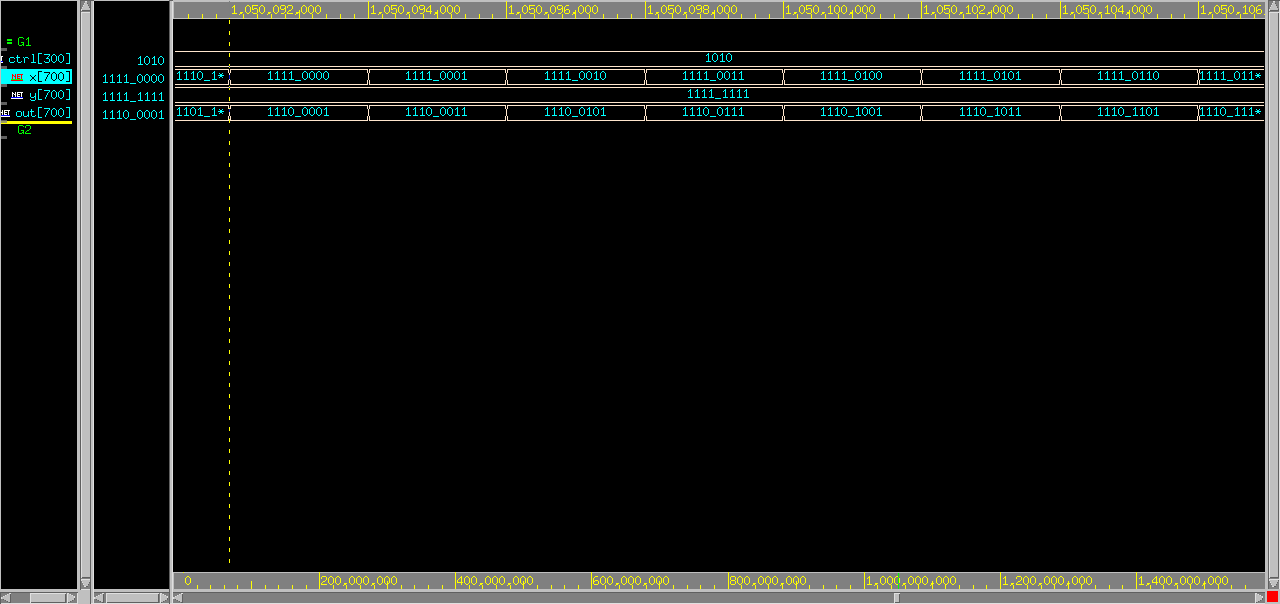 1,050,092,000 1,050,094,000 1,050,096,000 1,050,098,000 1,050,100,000 1,050,102,000 1,050,104,000 1,050,106
= G1
ctrl[300] 1010 1010
NET x[700] 1111_0000 1110_1* 1111_0000 1111_0001 1111_0010 1111_0011 1111_0100 1111_0101 1111_0110 1111_011*
NET y[700] 1111_1111 1111_1111
NET out[700] 1110_0001 1101_1* 1110_0001 1110_0011 1110_0101 1110_0111 1110_1001 1110_1011 1110_1101 1110_111*
G2
0 200,000,000 400,000,000 600,000,000 800,000,000 1,000,000,000 1,200,000,000 1,400,000,000